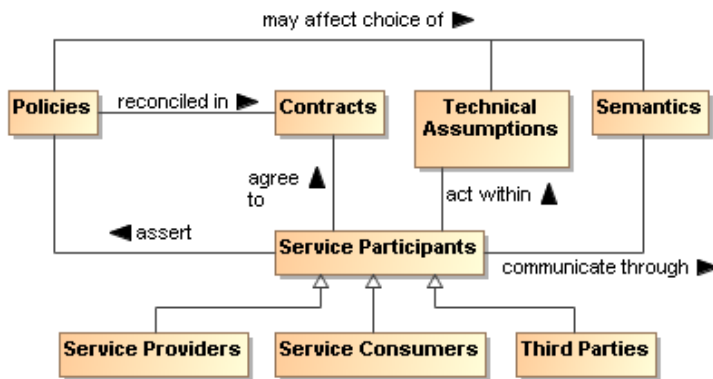 may affect choice of
Policies
reconciled in
Contracts
Technical
Assumptions
Semantics
agree
to
act within
assert
Service Participants
communicate through
Service Providers
Service Consumers
Third Parties